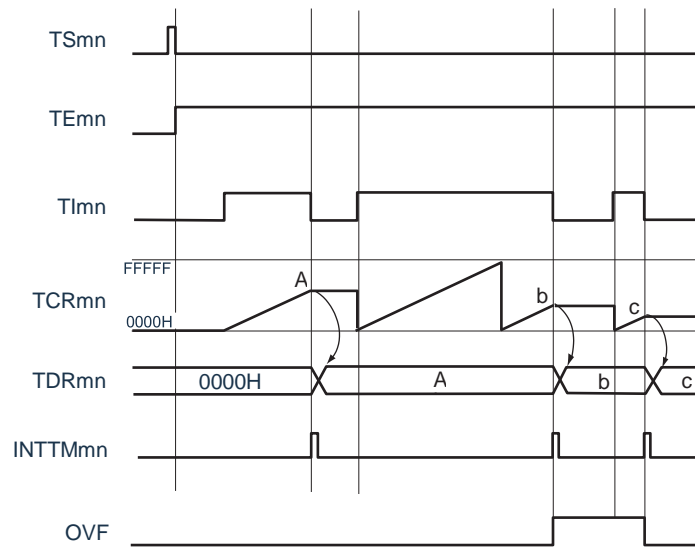 TSmn
TEmn
TImn
FFFFF
A
b
c
TCRmn
0000H
TDRmn
0000H
A
b
c
INTTMmn
OVF